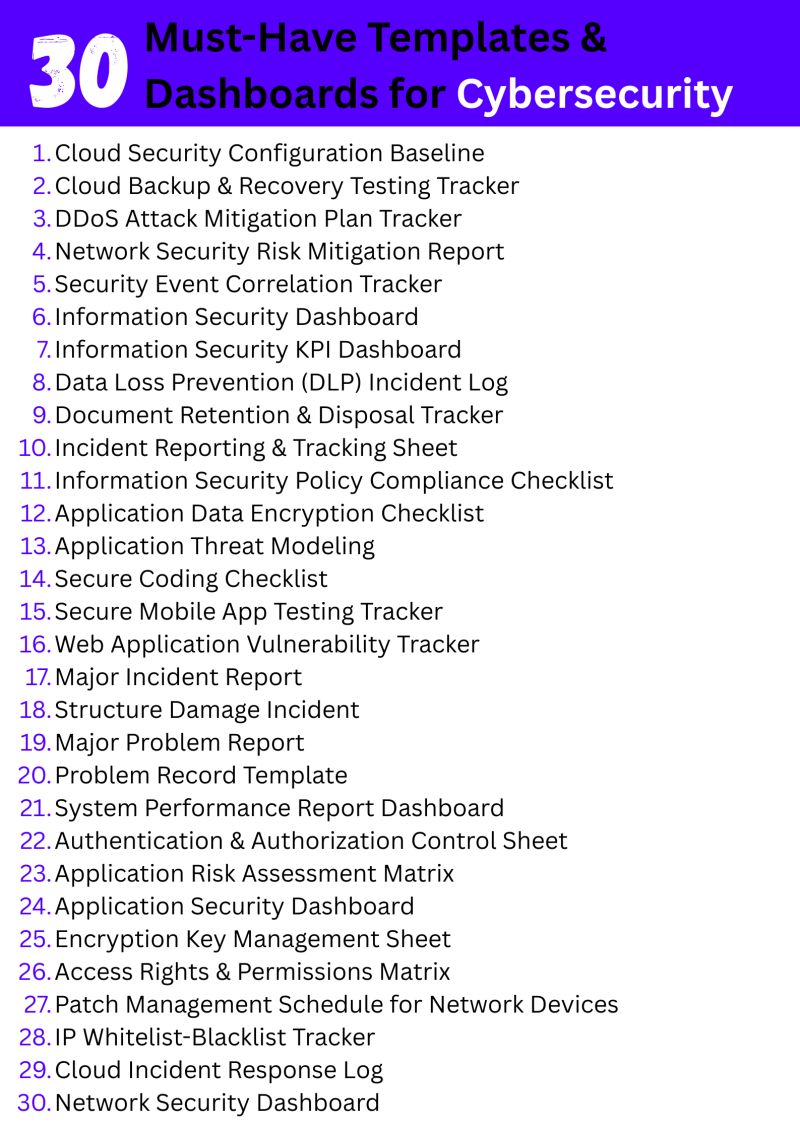 30
Must-Have Templates &
Dashboards for Cybersecurity
1. Cloud Security Configuration Baseline
2. Cloud Backup & Recovery Testing Tracker
3. DDoS Attack Mitigation Plan Tracker
4. Network Security Risk Mitigation Report
5. Security Event Correlation Tracker
6. Information Security Dashboard
7. Information Security KPI Dashboard
8. Data Loss Prevention (DLP) Incident Log
9. Document Retention & Disposal Tracker
10. Incident Reporting & Tracking Sheet
11. Information Security Policy Compliance Checklist
12. Application Data Encryption Checklist
13. Application Threat Modeling
14. Secure Coding Checklist
15. Secure Mobile App Testing Tracker
16. Web Application Vulnerability Tracker
17. Major Incident Report
18. Structure Damage Incident
19. Major Problem Report
20. Problem Record Template
21. System Performance Report Dashboard
22. Authentication & Authorization Control Sheet
23. Application Risk Assessment Matrix
24. Application Security Dashboard
25. Encryption Key Management Sheet
26. Access Rights & Permissions Matrix
27. Patch Management Schedule for Network Devices
28. IP Whitelist-Blacklist Tracker
29. Cloud Incident Response Log
30. Network Security Dashboard